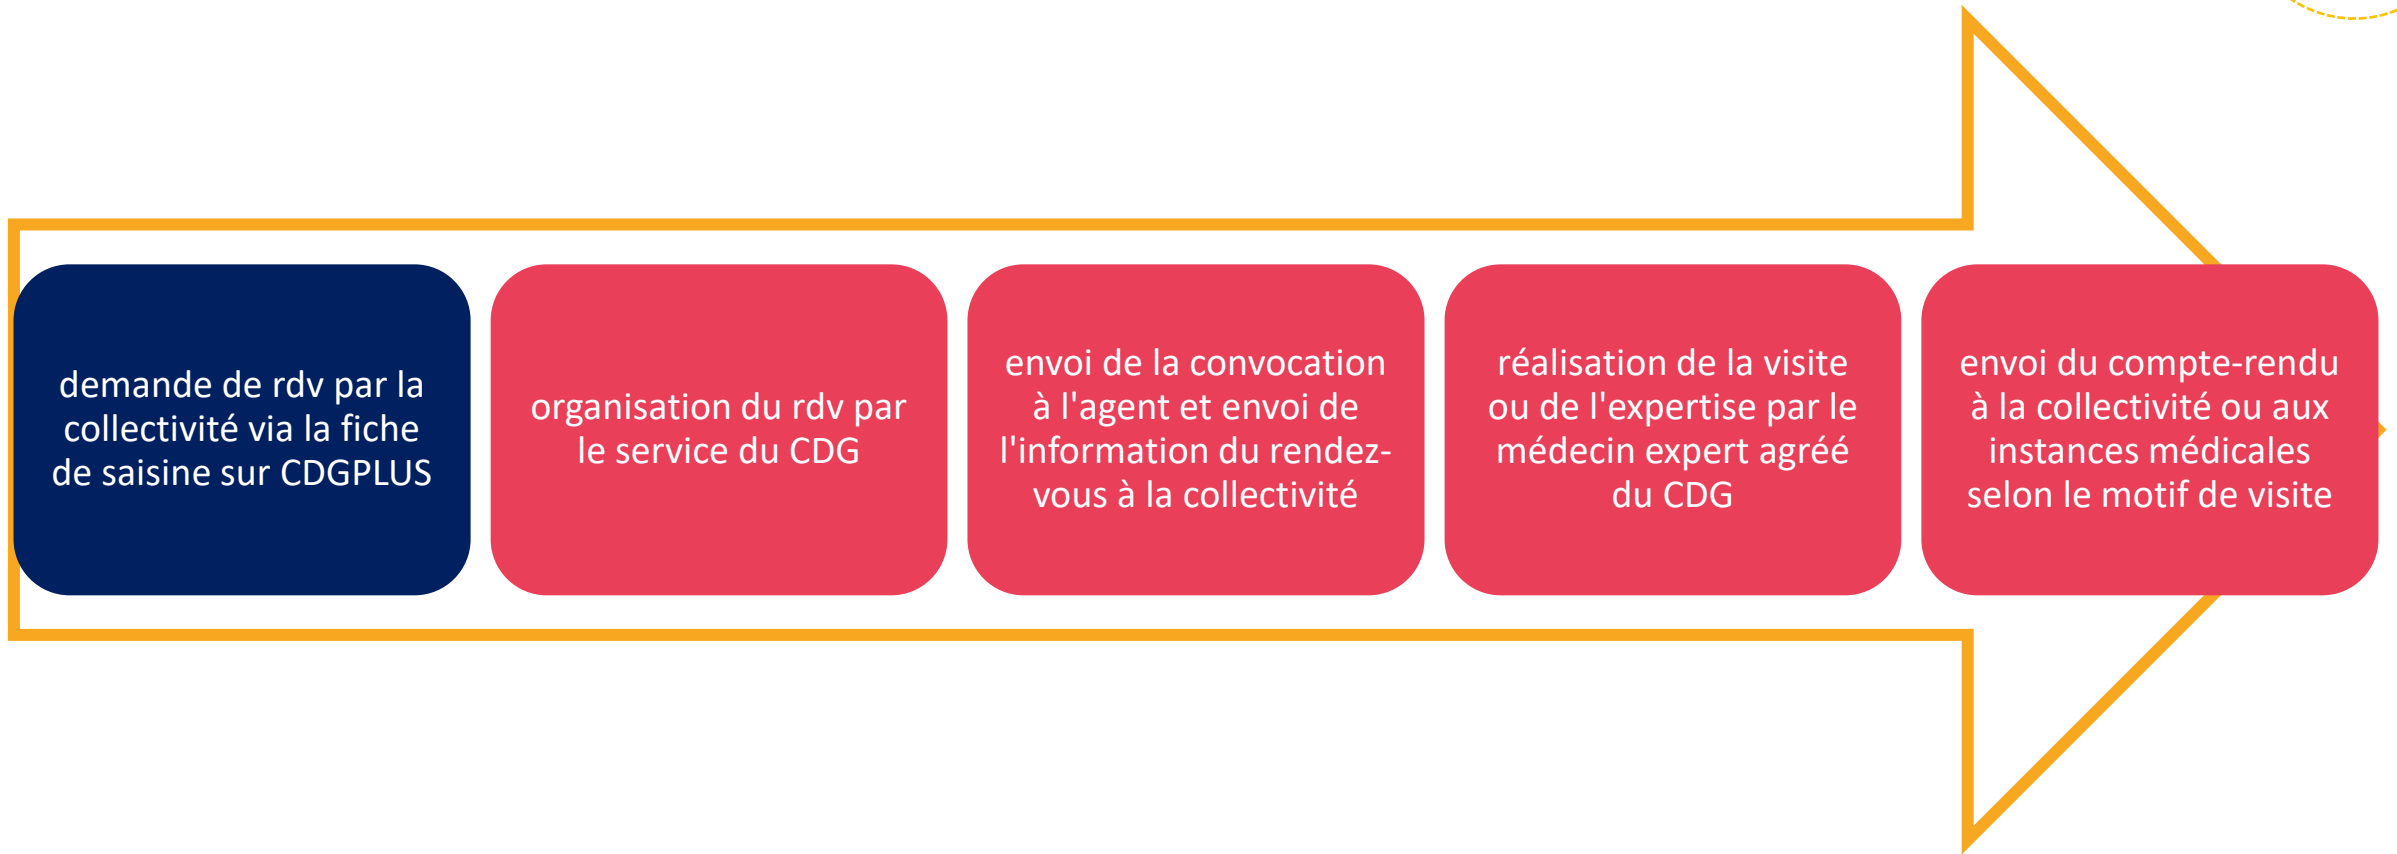 demande de rdv par la
collectivité via la fiche
de saisine sur CDGPLUS
organisation du rdv par
le service du CDG
envoi de la convocation
à l'agent et envoi de
l'information du rendez-
vous à la collectivité
réalisation de la visite
ou de l'expertise par le
médecin expert agréé
du CDG
envoi du compte-rendu
à la collectivité ou aux
instances médicales
selon le motif de visite